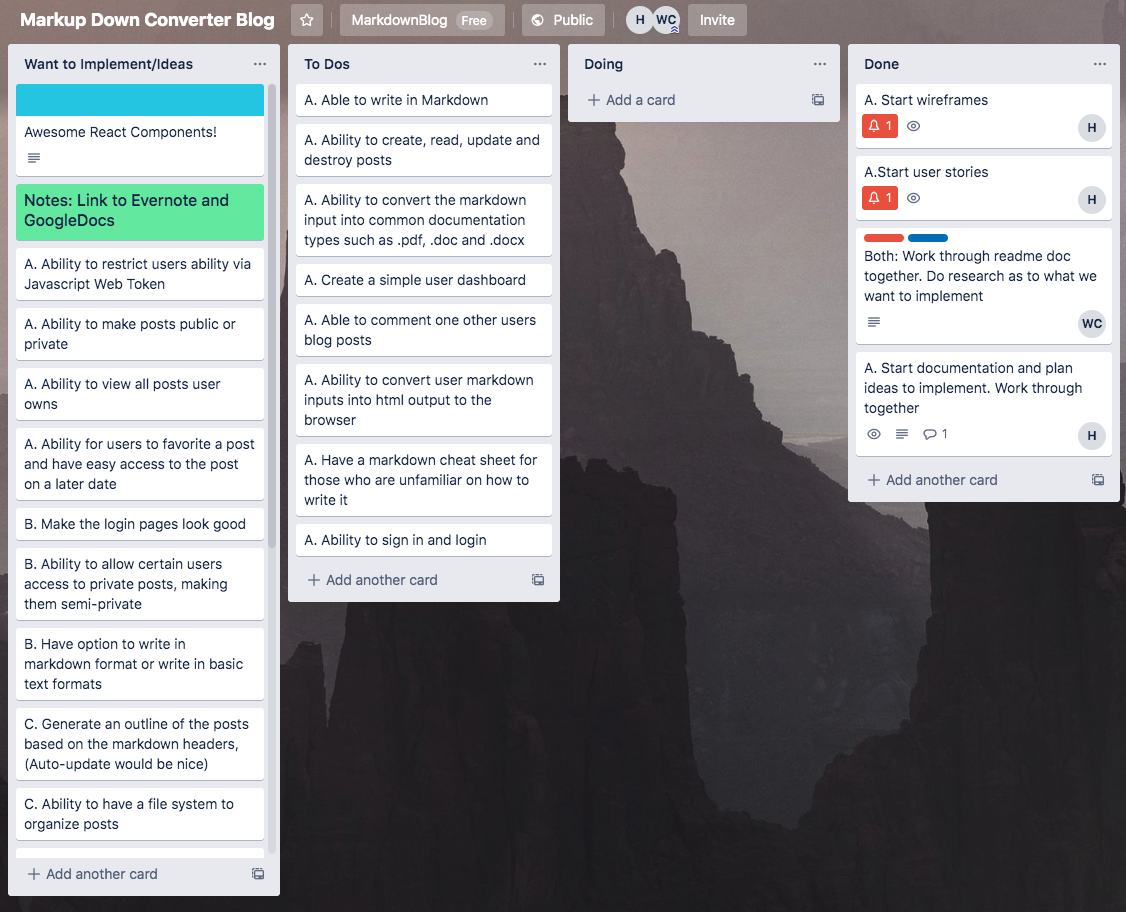 Markup Down Converter Blog
MarkdownBlog Free
Public
H WC
Invite
Want to Implement/Ideas
Awesome React Components!
Notes: Link to Evernote and
GoogleDocs
A. Ability to restrict users ability via
Javascript Web Token
A. Ability to make posts public or
private
A. Ability to view all posts user
owns
A. Ability for users to favorite a post
and have easy access to the post
on a later date
B. Make the login pages look good
B. Ability to allow certain users
access to private posts, making
them semi-private
B. Have option to write in
markdown format or write in basic
text formats
C. Generate an outline of the posts
based on the markdown headers,
(Auto-update would be nice)
C. Ability to have a file system to
organize posts
Add another card
To Dos
A. Able to write in Markdown
A. Ability to create, read, update and
destroy posts
A. Ability to convert the markdown
input into common documentation
types such as .pdf, .doc and .docx
A. Create a simple user dashboard
A. Able to comment one other users
blog posts
A. Ability to convert user markdown
inputs into html output to the
browser
A. Have a markdown cheat sheet for
those who are unfamiliar on how to
write it
A. Ability to sign in and login
Add another card
Doing
Add a card
Done
A. Start wireframes
1
H
A.Start user stories
1
H
Both: Work through readme doc
together. Do research as to what we
want to implement
WC
A. Start documentation and plan
ideas to implement. Work through
together
1
H
Add another card